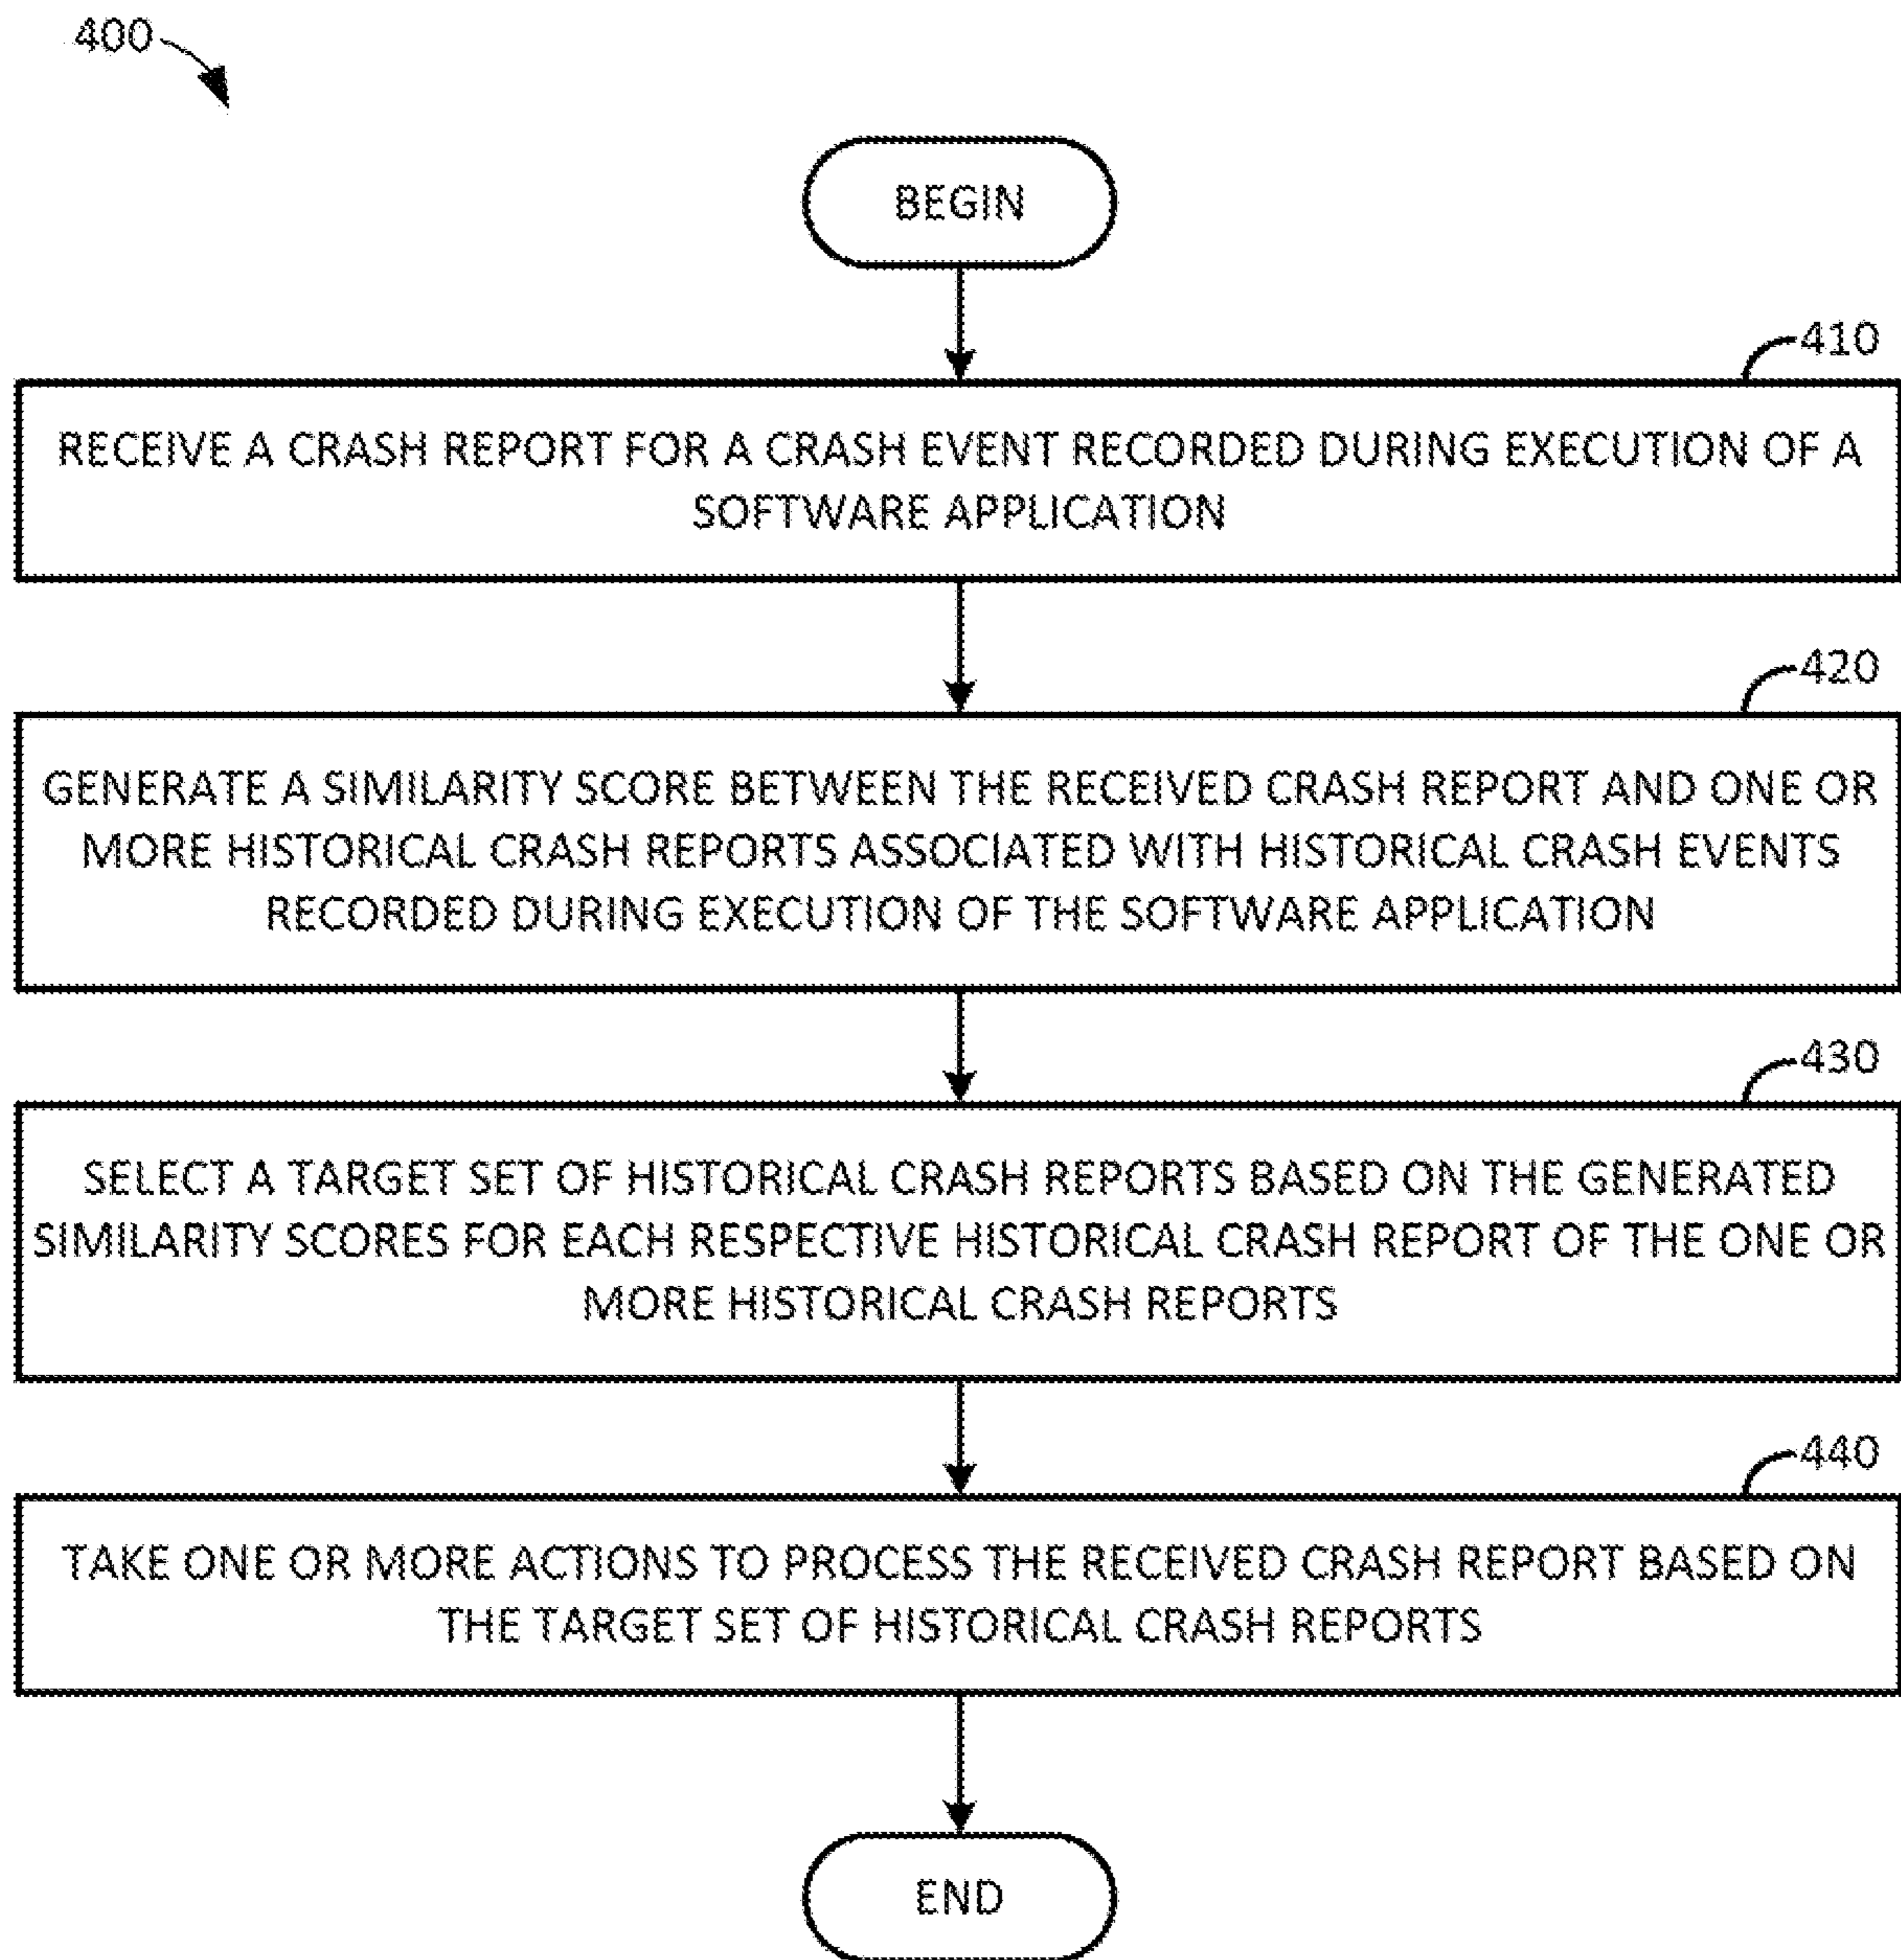 400
BEGIN
410
RECEIVE A CRASH REPORT FOR A CRASH EVENT RECORDED DURING EXECUTION OF A
SOFTWARE APPLICATION
420
GENERATE A SIMILARITY SCORE BETWEEN THE RECEIVED CRASH REPORT AND ONE OR
MORE HISTORICAL CRASH REPORTS ASSOCIATED WITH HISTORICAL CRASH EVENTS
RECORDED DURING EXECUTION OF THE SOFTWARE APPLICATION
430
SELECT A TARGET SET OF HISTORICAL CRASH REPORTS BASED ON THE GENERATED
SIMILARITY SCORES FOR EACH RESPECTIVE HISTORICAL CRASH REPORT OF THE ONE OR
MORE HISTORICAL CRASH REPORTS
440
TAKE ONE OR MORE ACTIONS TO PROCESS THE RECEIVED CRASH REPORT BASED ON
THE TARGET SET OF HISTORICAL CRASH REPORTS
END